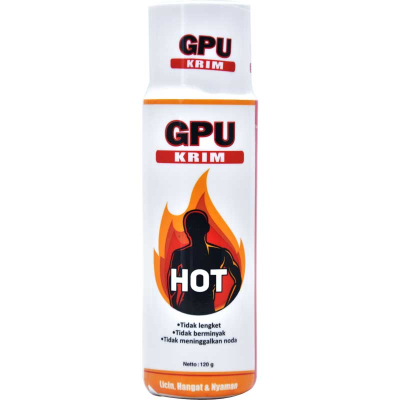 GPU
KRIM
GPU
KRIM
HOT
•Tidak lengket
•Tidak berminyak
•Tidak meninggalkan noda
Netto : 120 g
Licin, Hangat & Nyaman